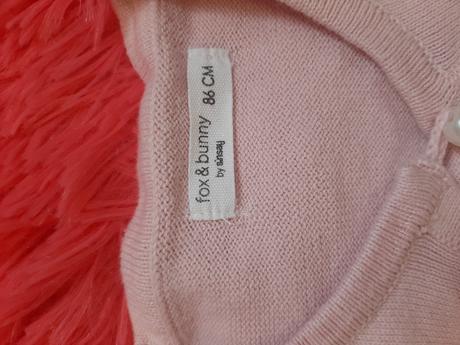 fox & bunny 86 CM
by sinsay